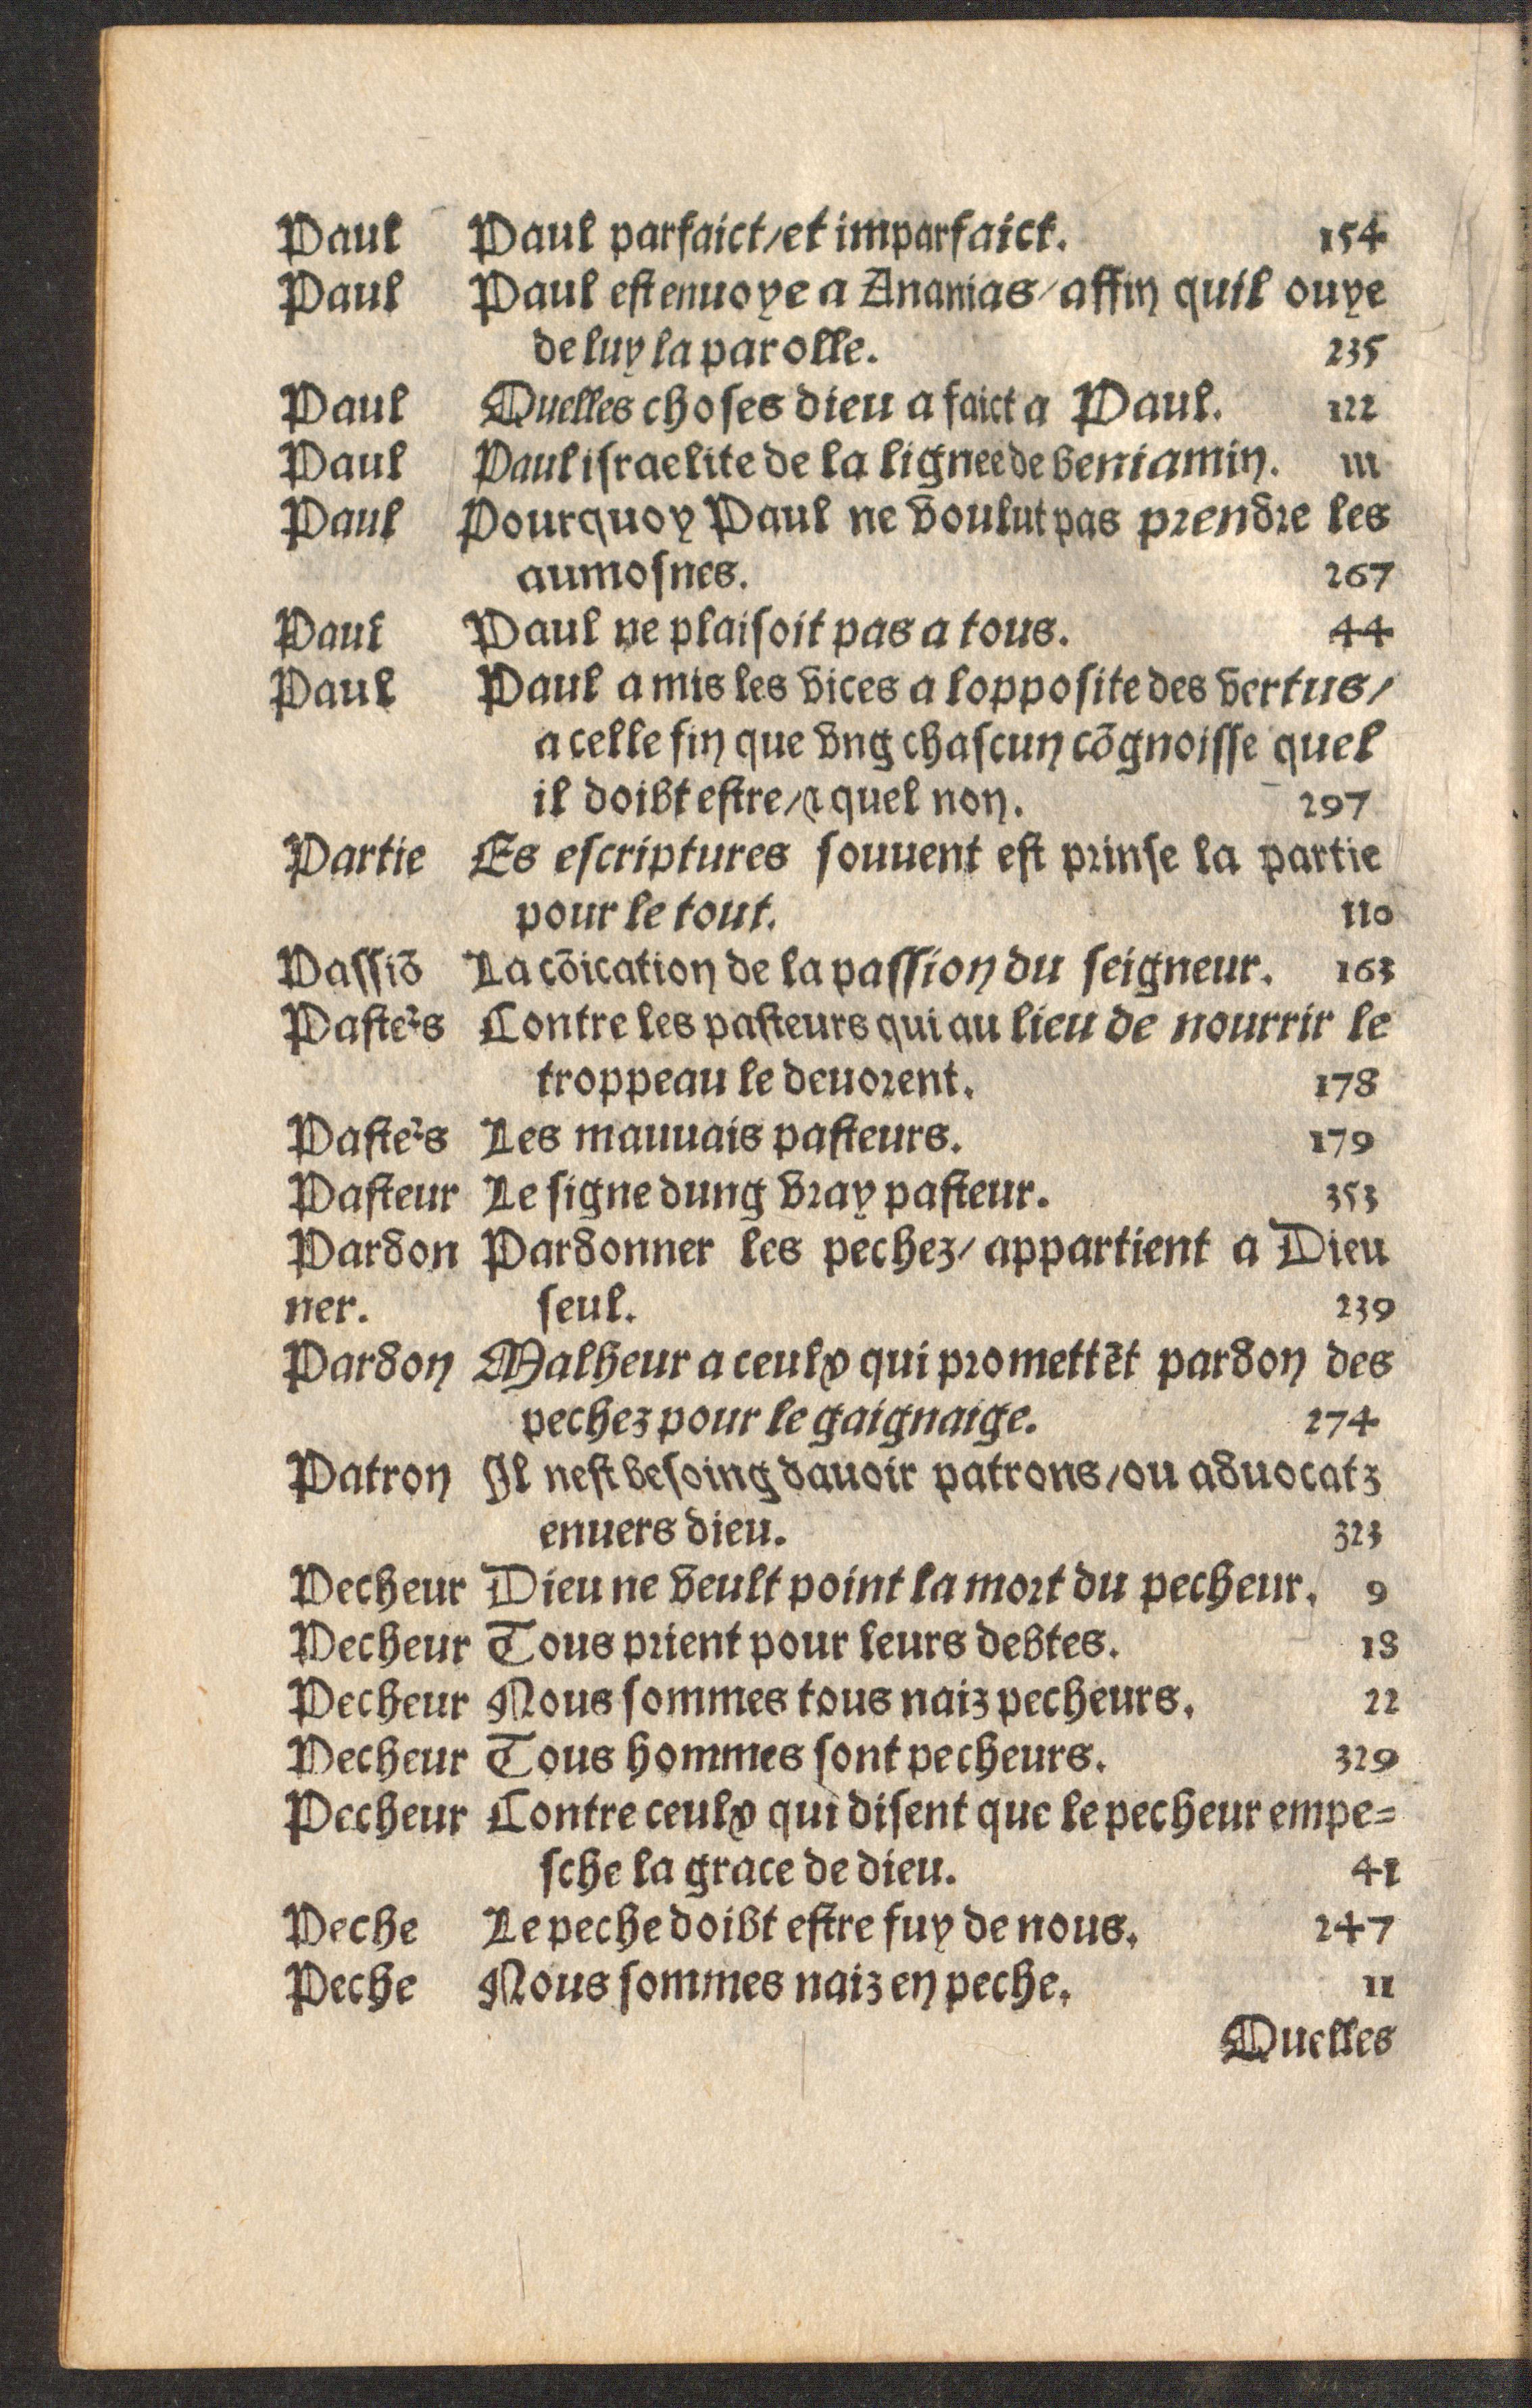 Paul Paul parfaict/et imparfaict. 154
Paul Paul est enuoye a Ananias/affin quil ouye
de luy la parolle. 235
Paul Quelles choses dieu a faict a Paul. 122
Paul Paul israelite de la lignee de beniamin. 111
Paul Pourquoy Paul ne voulut pas prendre les
aumosnes. 267
Paul Paul ne plaisoit pas a tous. 44
Paul Paul a mis les vices a lopposite des vertus/
a celle fin que vng chascun cõgnoisse quel
il doibt estre/⁊ quel non. 297
Partie Es escriptures souuent est prinse la partie
pour le tout. 110
Passiõ La cõication de la passion du seigneur. 163
Pasteᷣs Contre les pasteurs qui au lieu de nourrir le
troppeau le deuorent. 178
Pasteᷣs Les mauuais pasteurs. 179
Pasteur Le signe dung vray pasteur. 353
Pardon Pardonner les pechez/appartient a Dieu
ner. seul. 239
Pardon Malheur a ceulx qui promettẽt pardon des
pechez pour le gaignaige. 274
Patron Il nest besoing dauoir patrons/ou aduocatz
enuers dieu. 323
Pecheur Dieu ne veult point la mort du pecheur. 9
Pecheur Tous prient pour leurs debtes. 18
Pecheur Nous sommes tous naiz pecheurs. 22
Pecheur Tous hommes sont pecheurs. 329
Pecheur Contre ceulx qui disent que le pecheur empe=
sche la grace de dieu. 41
Peche Le peche doibt estre fuy de nous. 247
Peche Nous sommes naiz en peche. 11
Quelles